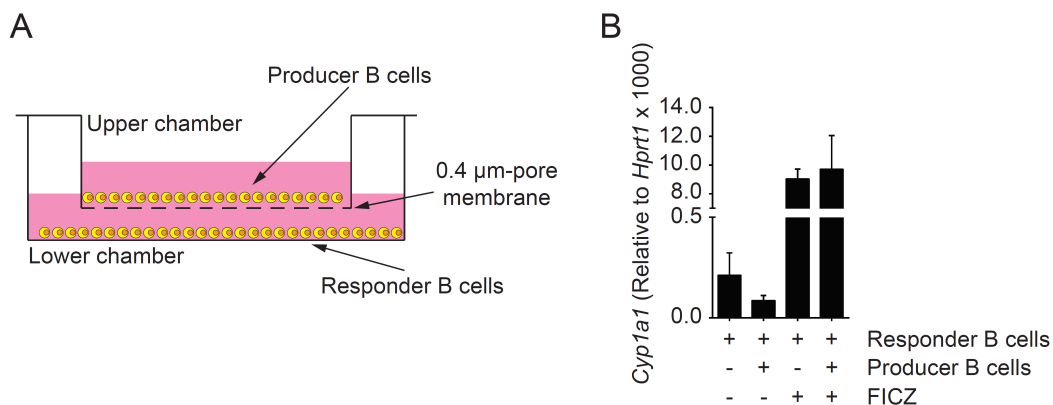 A
Producer B cells
Upper chamber
0.4 µm-pore
membrane
Lower chamber
Responder B cells
B
Cyp1a1 (Relative to Hprt1 x 1000)
14.0
12.0
10.0
8.0
0.5
0.0
+ + + + Responder B cells
- + - + Producer B cells
- - + + FICZ